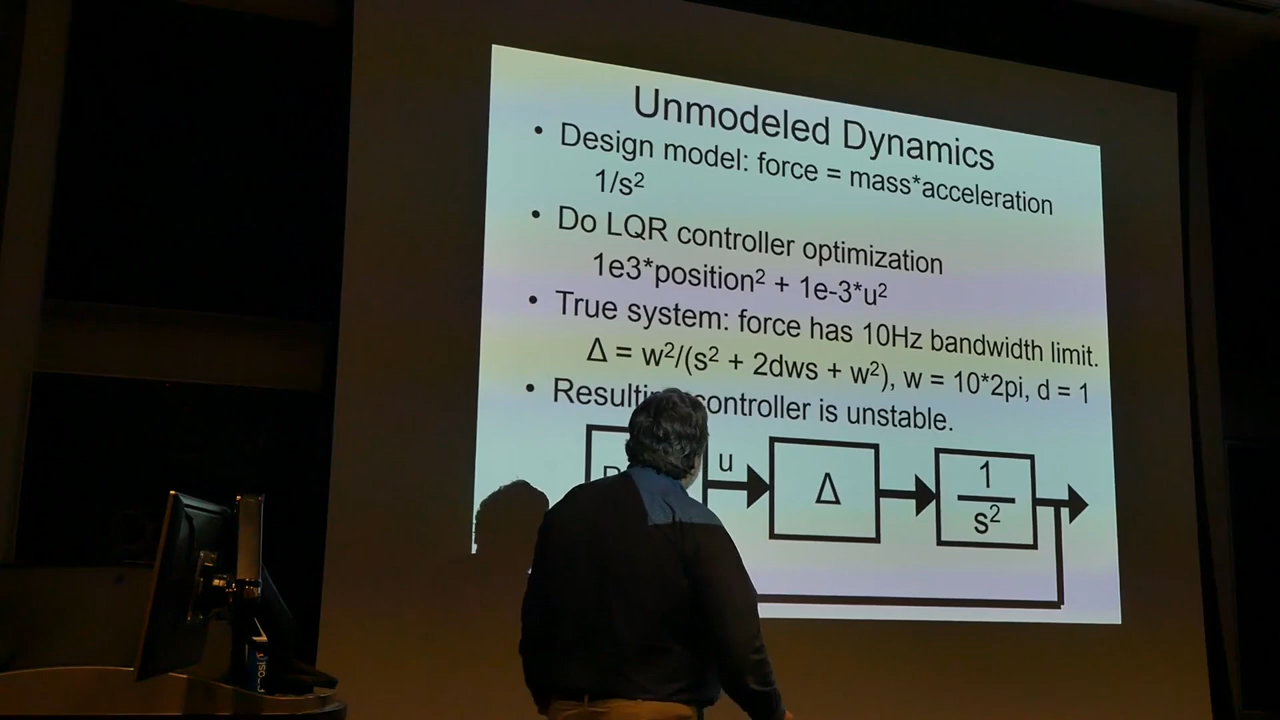 Unmodeled Dynamics
• Design model: force = mass*acceleration
1/s²
• Do LQR controller optimization
1e3*position² + 1e-3*u²
• True system: force has 10Hz bandwidth limit.
Δ = w²/(s² + 2dws + w²), w = 10*2pi, d = 1
• controller is unstable.
u
Δ
1
s²